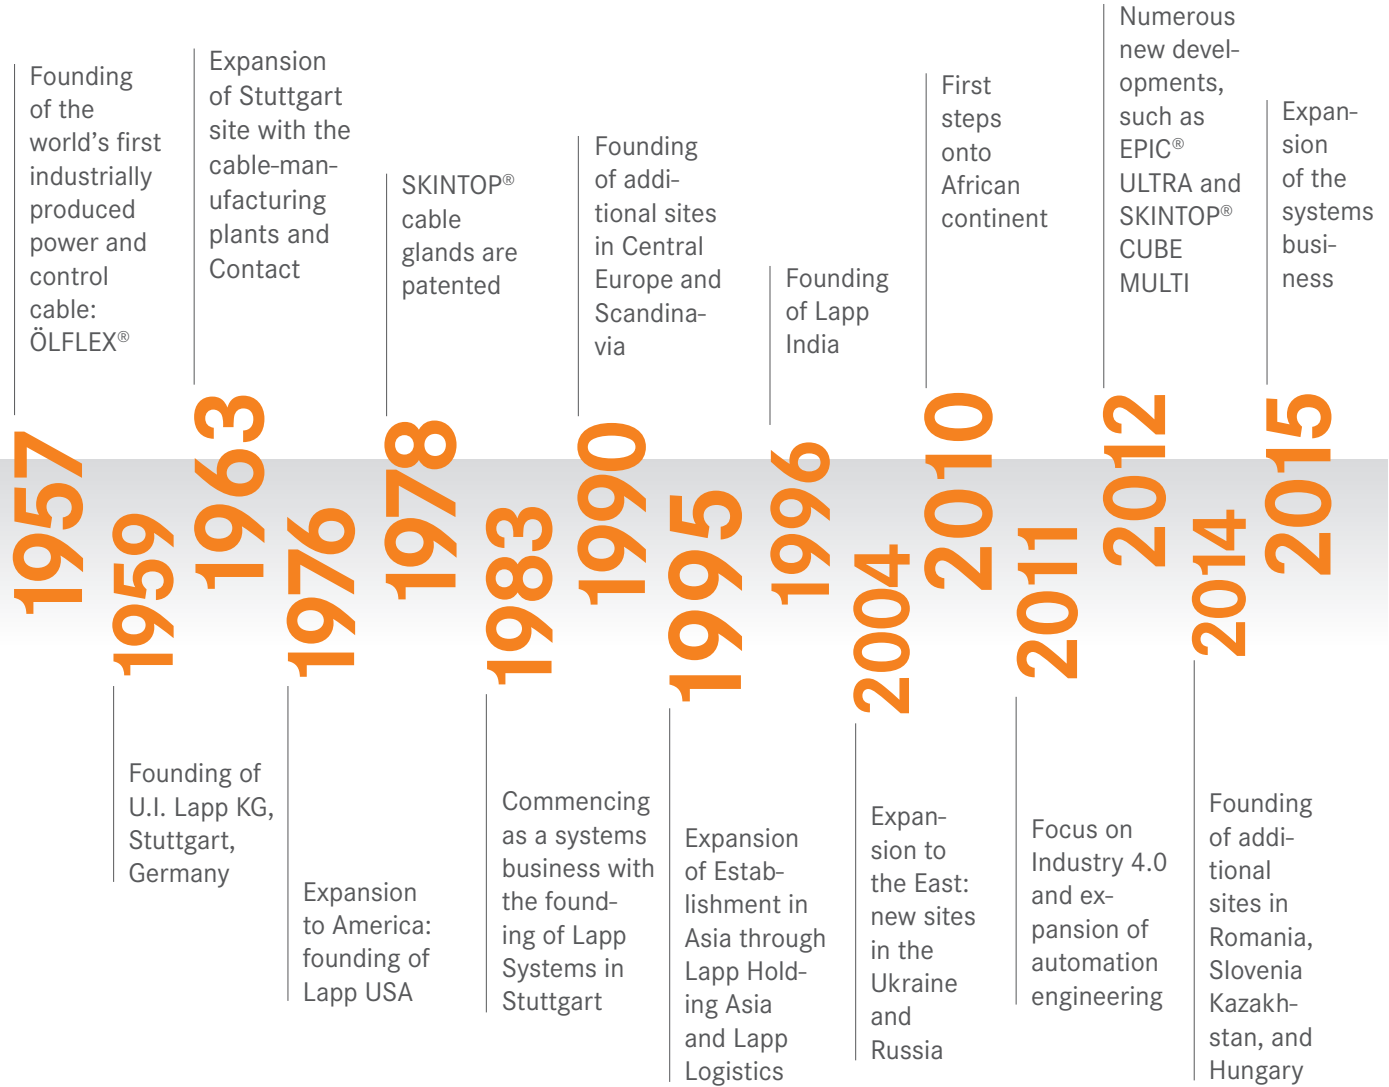 Founding
of the
world's first
industrially
produced
power and
control
cable:
ÖLFLEX®
1957
1959
Founding of
U.I. Lapp KG,
Stuttgart,
Germany
Expansion
of Stuttgart
site with the
cable-man-
ufacturing
plants and
Contact
1963
1976
Expansion
to America:
founding of
Lapp USA
SKINTOP®
cable
glands are
patented
1978
1983
Commencing
as a systems
business with
the found-
ing of Lapp
Systems in
Stuttgart
Founding
of addi-
tional sites
in Central
Europe and
Scandina-
via
1990
1995
Expansion
of Estab-
lishment in
Asia through
Lapp Hold-
ing Asia
and Lapp
Logistics
Founding
of Lapp
India
1996
2004
Expan-
sion to
the East:
new sites
in the
Ukraine
and
Russia
First
steps
onto
African
continent
2010
2011
Focus on
Industry 4.0
and ex-
pansion of
automation
engineering
Numerous
new devel-
opments,
such as
EPIC®
ULTRA and
SKINTOP®
CUBE
MULTI
2012
2014
Founding
of addi-
tional
sites in
Romania,
Slovenia
Kazakh-
stan, and
Hungary
Expan-
sion
of the
systems
busi-
ness
2015